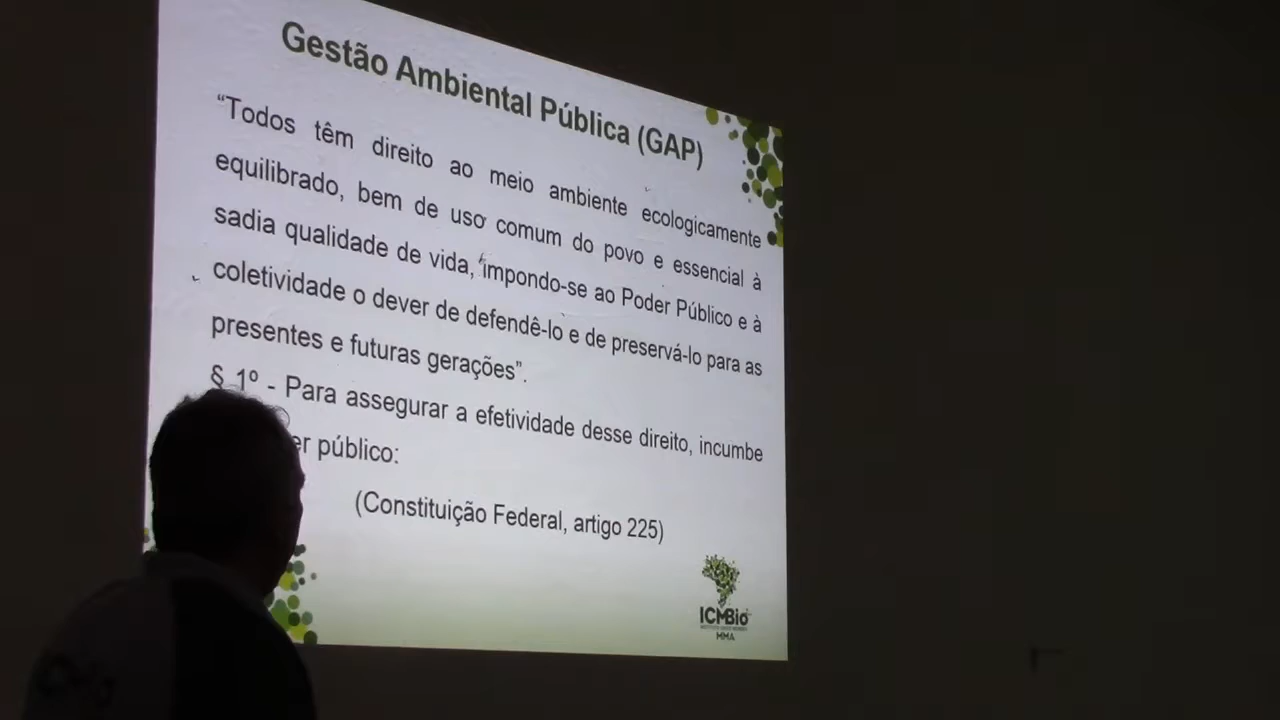 Gestão Ambiental Pública (GAP)
“Todos têm direito ao meio ambiente ecologicamente
equilibrado, bem de uso comum do povo e essencial à
sadia qualidade de vida, impondo-se ao Poder Público e à
coletividade o dever de defendê-lo e de preservá-lo para as
presentes e futuras gerações”.
§ 1º - Para assegurar a efetividade desse direito, incumbe
er público:
(Constituição Federal, artigo 225)
ICMBio
MMA